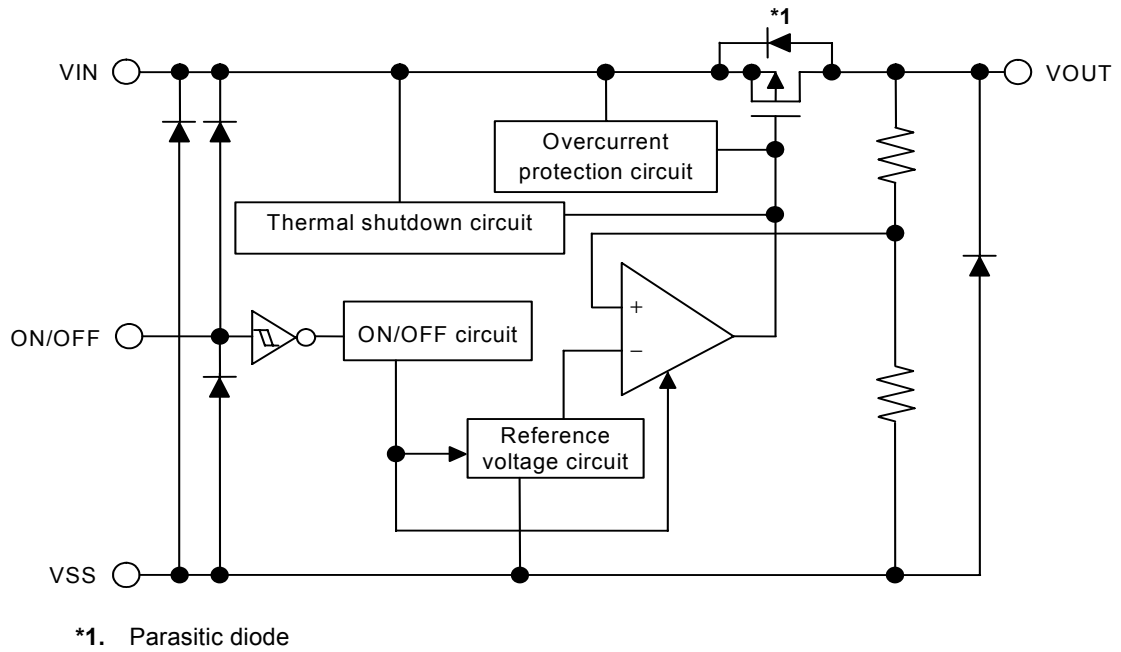 *1
VIN
VOUT
Overcurrent
protection circuit
Thermal shutdown circuit
+
−
ON/OFF
ON/OFF circuit
Reference
voltage circuit
VSS
*1. Parasitic diode